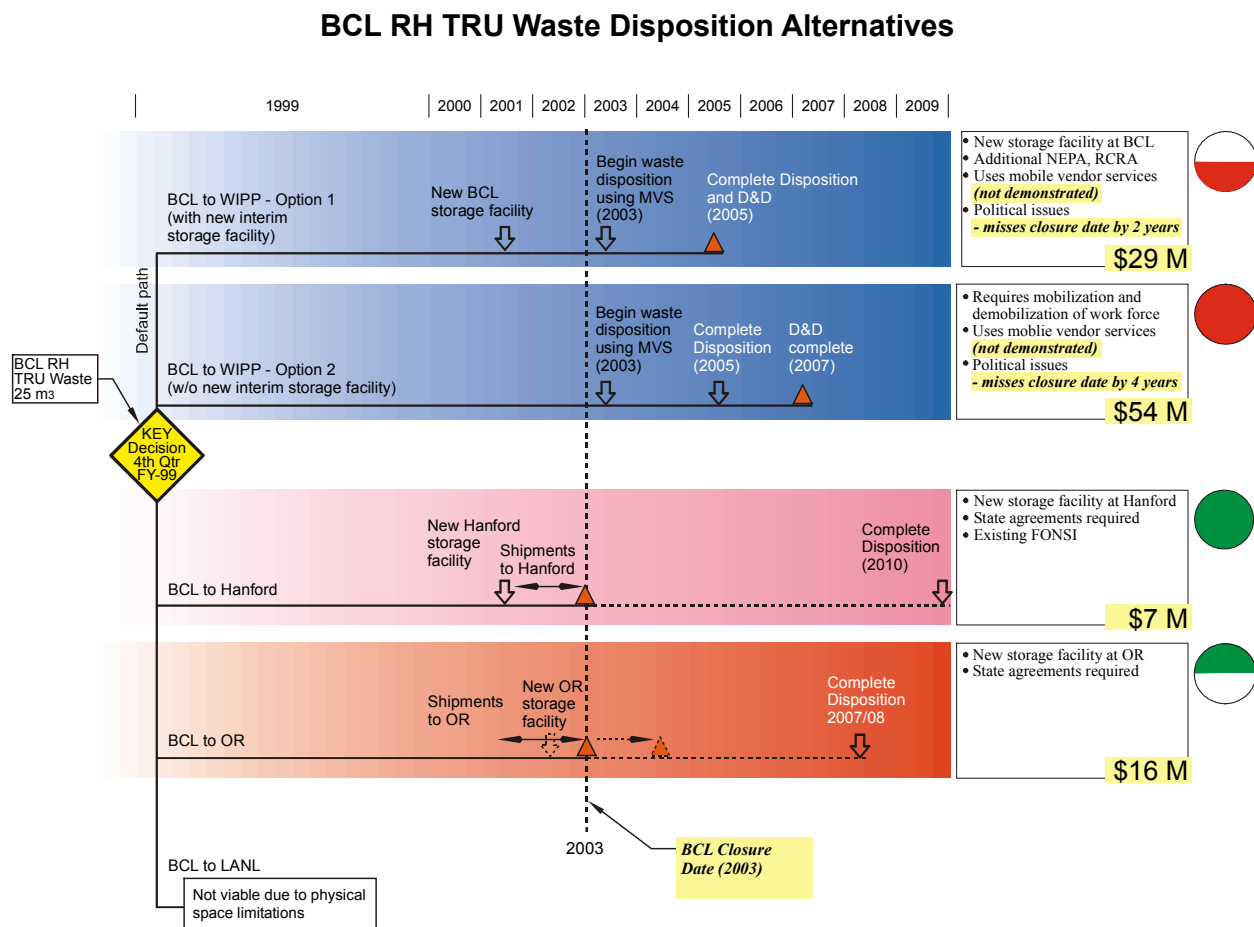 BCL RH TRU Waste Disposition Alternatives
1999 2000 2001 2002 2003 2004 2005 2006 2007 2008 2009
Default path
BCL RH
TRU Waste
25 m3
KEY
Decision
4th Qtr
FY-99
BCL to WIPP - Option 1
(with new interim
storage facility)
New BCL
storage facility
Begin waste
disposition
using MVS
(2003)
Complete Disposition
and D&D
(2005)
• New storage facility at BCL
• Additional NEPA, RCRA
• Uses mobile vendor services
(not demonstrated)
• Political issues
- misses closure date by 2 years
$29 M
BCL to WIPP - Option 2
(w/o new interim storage facility)
Begin waste
disposition
using MVS
(2003)
Complete
Disposition
(2005)
D&D
complete
(2007)
• Requires mobilization and
demobilization of work force
• Uses moblie vendor services
(not demonstrated)
• Political issues
- misses closure date by 4 years
$54 M
BCL to Hanford
New Hanford
storage
facility
Shipments
to Hanford
Complete
Disposition
(2010)
• New storage facility at Hanford
• State agreements required
• Existing FONSI
$7 M
BCL to OR
Shipments
to OR
New OR
storage
facility
Complete
Disposition
2007/08
• New storage facility at OR
• State agreements required
$16 M
2003
BCL Closure
Date (2003)
BCL to LANL
Not viable due to physical
space limitations